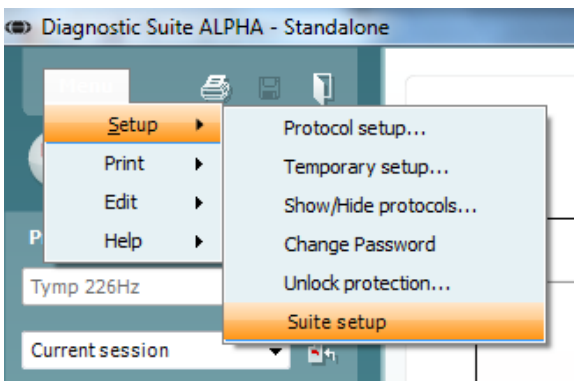 Diagnostic Suite ALPHA - Standalone
Menu
Setup
Protocol setup...
Print
Temporary setup...
Edit
Show/Hide protocols...
Help
Change Password
Unlock protection...
Tymp 226Hz
Suite setup
Current session